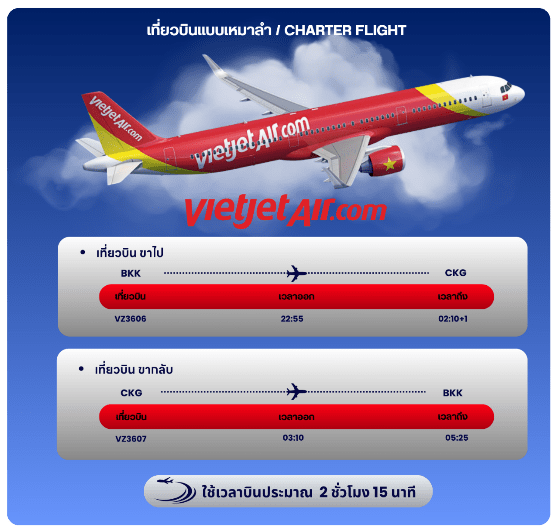 เที่ยวบินแบบเหมาลำ / CHARTER FLIGHT
vietjetAir.com
vietjetAir.com
vietjetAir.com
• เที่ยวบิน ขาไป
BKK CKG
เที่ยวบิน เวลาออก เวลาถึง
VZ3606 22:55 02:10+1
• เที่ยวบิน ขากลับ
CKG BKK
เที่ยวบิน เวลาออก เวลาถึง
VZ3607 03:10 05:25
ใช้เวลาบินประมาณ 2 ชั่วโมง 15 นาที